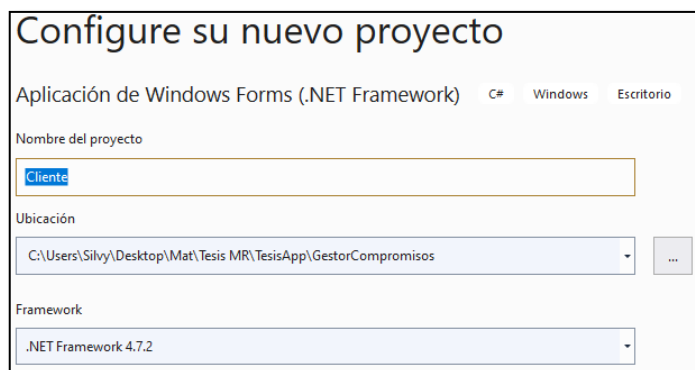 Configure su nuevo proyecto
Aplicación de Windows Forms (.NET Framework) C# Windows Escritorio
Nombre del proyecto
Cliente
Ubicación
C:\Users\Silvy\Desktop\Mat\Tesis MR\TesisApp\GestorCompromisos ...
Framework
.NET Framework 4.7.2